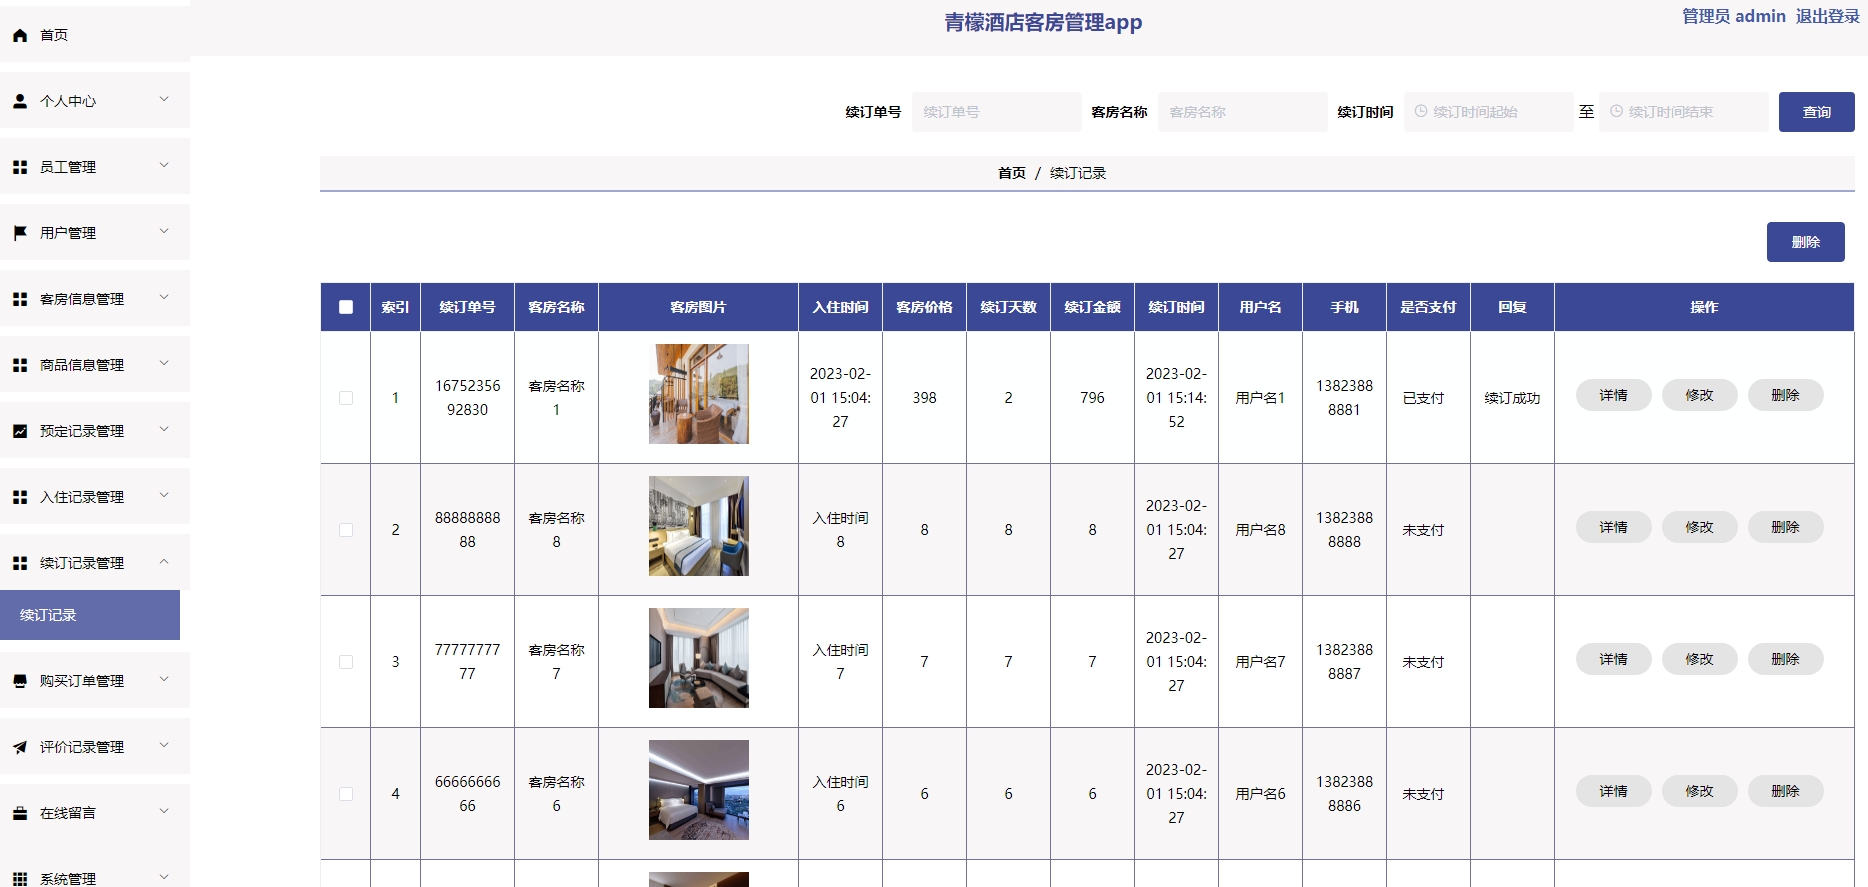 青檬酒店客房管理app
管理员 admin 退出登录
首页
个人中心
员工管理
用户管理
客房信息管理
商品信息管理
预定记录管理
入住记录管理
续订记录管理
续订记录
购买订单管理
评价记录管理
在线留言
系统管理
续订单号 续订单号 客房名称 客房名称 续订时间 续订时间起始 至 续订时间结束 查询
首页 / 续订记录
删除
索引 续订单号 客房名称 客房图片 入住时间 客房价格 续订天数 续订金额 续订时间 用户名 手机 是否支付 回复 操作
1
16752356
92830
客房名称
1
2023-02-
01 15:04:
27
398
2
796
2023-02-
01 15:14:
52
用户名1
1382388
8881
已支付
续订成功
详情 修改 删除
2
88888888
88
客房名称
8
入住时间
8
8
8
8
2023-02-
01 15:04:
27
用户名8
1382388
8888
未支付
详情 修改 删除
3
77777777
77
客房名称
7
入住时间
7
7
7
7
2023-02-
01 15:04:
27
用户名7
1382388
8887
未支付
详情 修改 删除
4
66666666
66
客房名称
6
入住时间
6
6
6
6
2023-02-
01 15:04:
27
用户名6
1382388
8886
未支付
详情 修改 删除